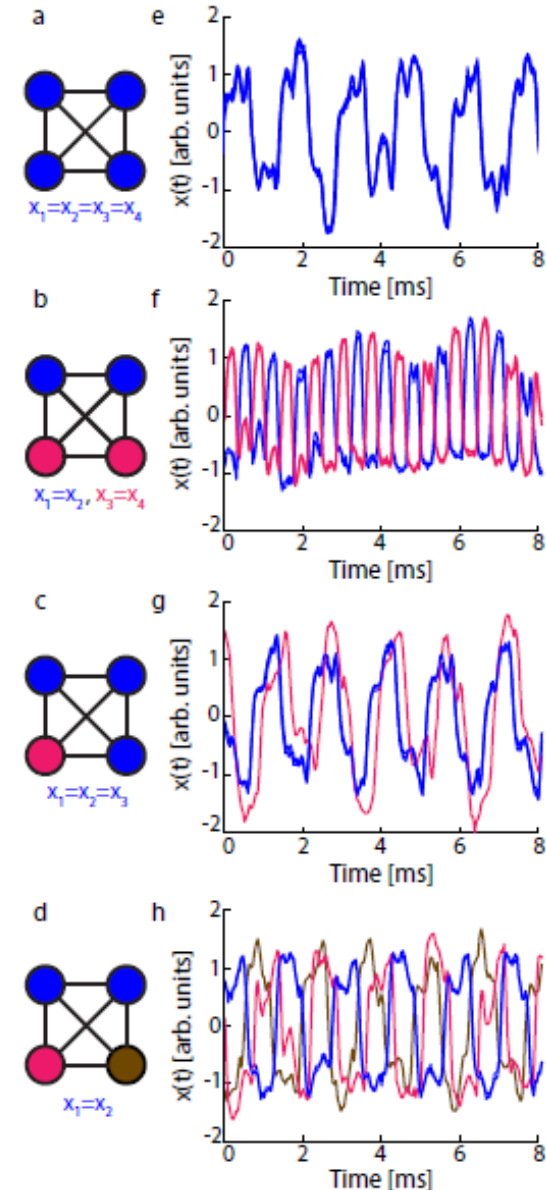 a
e
x₁=x₂=x₃=x₄
x(t) [arb. units]
2
1
0
-1
-2
0 2 4 6 8
Time [ms]
b
f
x₁=x₂, x₃=x₄
x(t) [arb. units]
2
1
0
-1
-2
0 2 4 6 8
Time [ms]
c
g
x₁=x₂=x₃
x(t) [arb. units]
2
1
0
-1
-2
0 2 4 6 8
Time [ms]
d
h
x₁=x₂
x(t) [arb. units]
2
1
0
-1
-2
0 2 4 6 8
Time [ms]